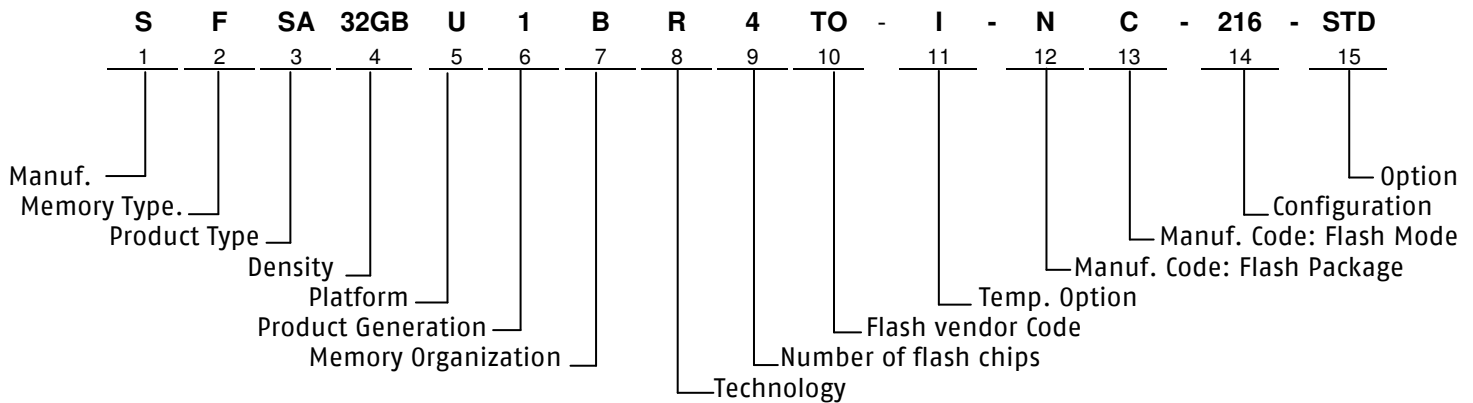 S F SA 32GB U 1 B R 4 TO - I - N C - 216 - STD
1 2 3 4 5 6 7 8 9 10 11 12 13 14 15
Manuf. Option
Memory Type. Configuration
Product Type Manuf. Code: Flash Mode
Density Manuf. Code: Flash Package
Platform Temp. Option
Product Generation Flash vendor Code
Memory Organization Number of flash chips
Technology